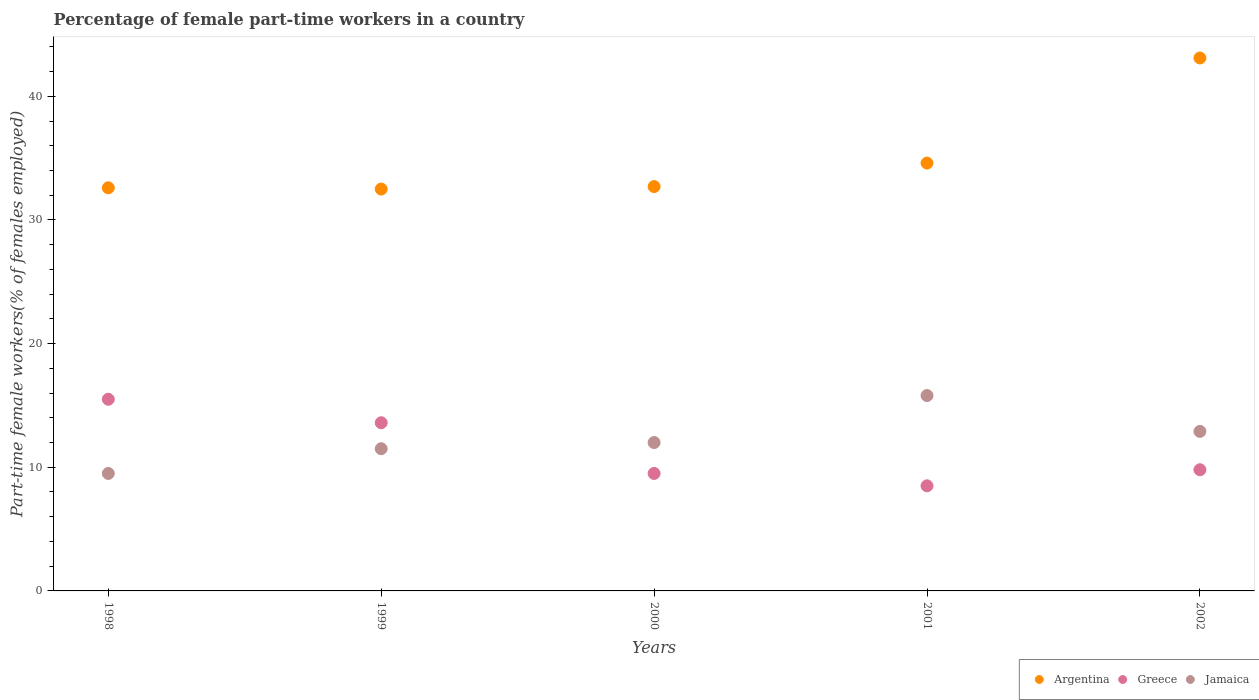 Percentage of female part-time workers in a country
Part-time female workers(% of females employed)
40
30
20
10
0
1998
1999
2000
2001
2002
Years
Argentina
Greece
Jamaica